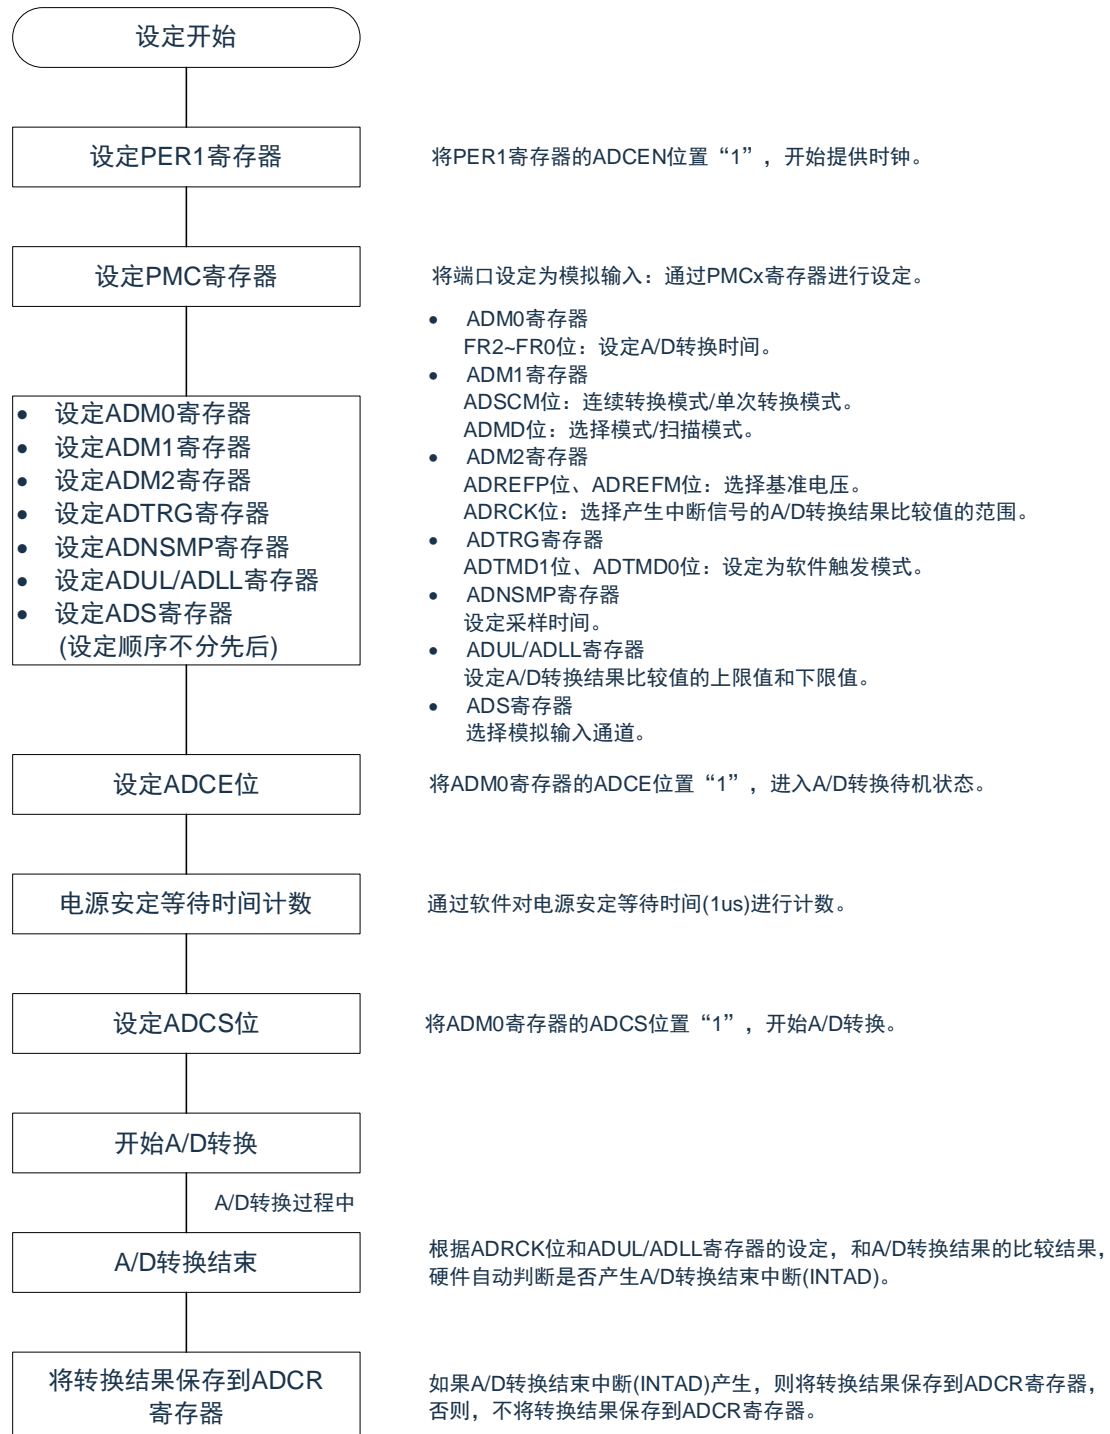 设定开始
设定PER1寄存器
将PER1寄存器的ADCEN位置“1”，开始提供时钟。
设定PMC寄存器
将端口设定为模拟输入：通过PMCx寄存器进行设定。
• 设定ADM0寄存器
• 设定ADM1寄存器
• 设定ADM2寄存器
• 设定ADTRG寄存器
• 设定ADNSMP寄存器
• 设定ADUL/ADLL寄存器
• 设定ADS寄存器
(设定顺序不分先后)
• ADM0寄存器
FR2~FR0位：设定A/D转换时间。
• ADM1寄存器
ADSCM位：连续转换模式/单次转换模式。
ADMD位：选择模式/扫描模式。
• ADM2寄存器
ADREFP位、ADREFM位：选择基准电压。
ADRCK位：选择产生中断信号的A/D转换结果比较值的范围。
• ADTRG寄存器
ADTMD1位、ADTMD0位：设定为软件触发模式。
• ADNSMP寄存器
设定采样时间。
• ADUL/ADLL寄存器
设定A/D转换结果比较值的上限值和下限值。
• ADS寄存器
选择模拟输入通道。
设定ADCE位
将ADM0寄存器的ADCE位置“1”，进入A/D转换待机状态。
电源安定等待时间计数
通过软件对电源安定等待时间(1us)进行计数。
设定ADCS位
将ADM0寄存器的ADCS位置“1”，开始A/D转换。
开始A/D转换
A/D转换过程中
A/D转换结束
根据ADRCK位和ADUL/ADLL寄存器的设定，和A/D转换结果的比较结果，
硬件自动判断是否产生A/D转换结束中断(INTAD)。
将转换结果保存到ADCR
寄存器
如果A/D转换结束中断(INTAD)产生，则将转换结果保存到ADCR寄存器，
否则，不将转换结果保存到ADCR寄存器。